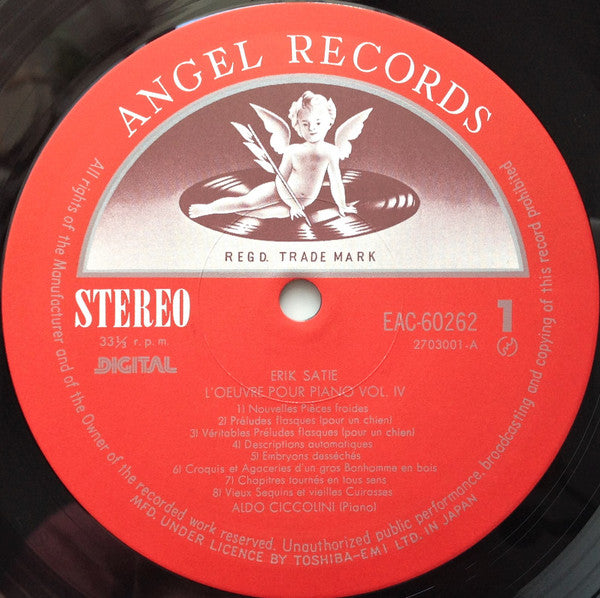 ANGEL RECORDS
REGD. TRADE MARK
STEREO
33⅓ r.p.m.
DIGITAL
EAC-60262 1
2703001-A
ERIK SATIE
L'OEUVRE POUR PIANO VOL. IV
1) Nouvelles Pièces froides
2) Préludes flasques (pour un chien)
3) Véritables Préludes flasques (pour un chien)
4) Descriptions automatiques
5) Embryons desséchés
6) Croquis et Agaceries d'un gros Bonhomme en bois
7) Chapitres tournés en tous sens
8) Vieux Sequins et vieilles Cuirasses
ALDO CICCOLINI (Piano)
All rights of the Manufacturer and of the Owner of the recorded work reserved. Unauthorized public performance, broadcasting and copying of this record prohibited
MFD. UNDER LICENCE BY TOSHIBA-EMI LTD. IN JAPAN